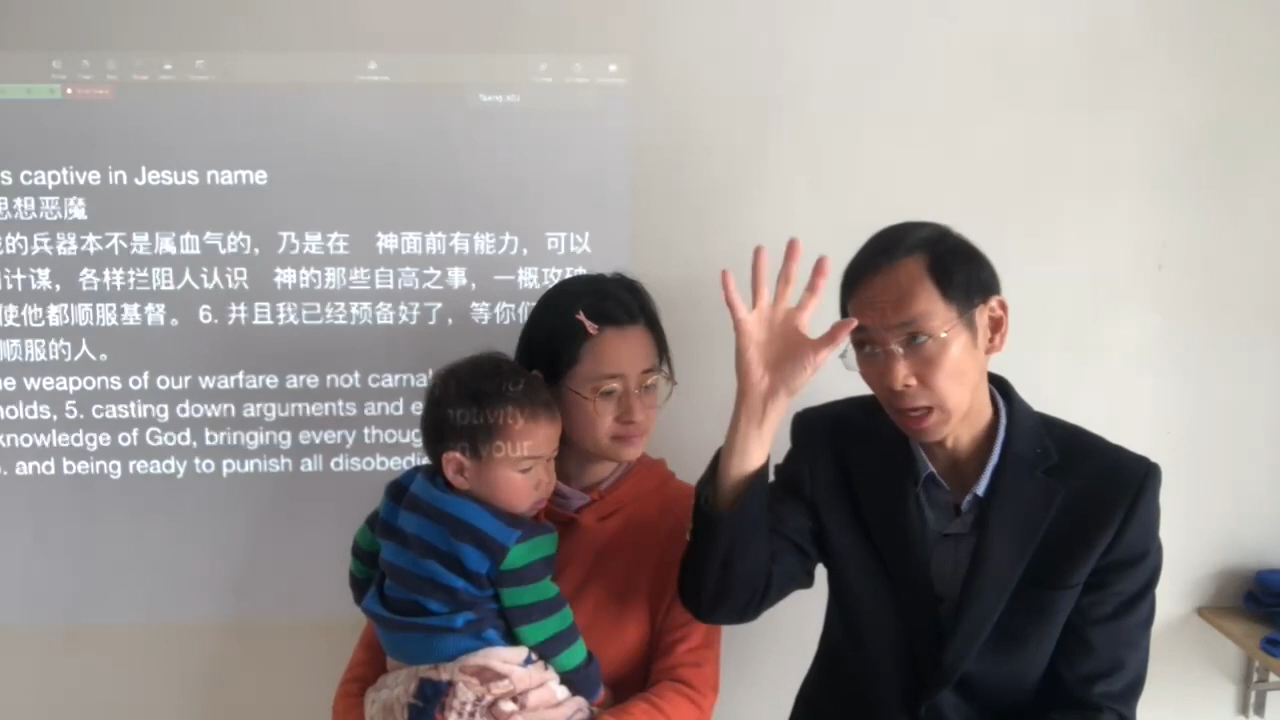 s captive in Jesus name
思想恶魔
的兵器本不是属血气的，乃是在 神面前有能力，可以
计谋，各样拦阻人认识 神的那些自高之事，一概攻破
使他都顺服基督。 6. 并且我已经预备好了，等你们
顺服的人。
he weapons of our warfare are not carnal
holds, 5. casting down arguments and e
knowledge of God, bringing every thoug captivity
. and being ready to punish all disobedie your